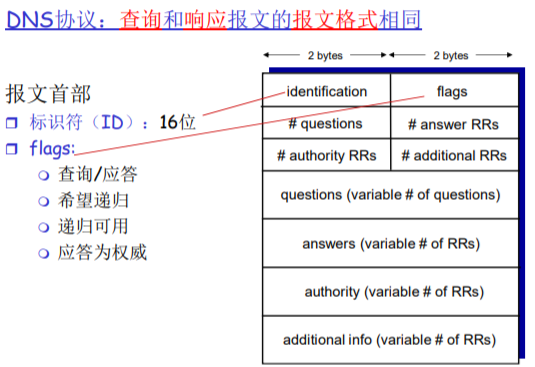 DNS协议：查询和响应报文的报文格式相同
2 bytes 2 bytes
报文首部
标识符（ID）：16位
flags:
查询/应答
希望递归
递归可用
应答为权威
identification flags
# questions # answer RRs
# authority RRs # additional RRs
questions (variable # of questions)
answers (variable # of RRs)
authority (variable # of RRs)
additional info (variable # of RRs)